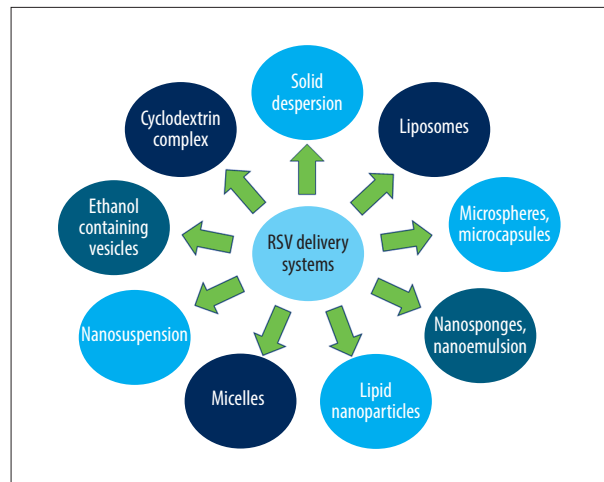 Solid
despersion
Liposomes
Microspheres,
microcapsules
Nanosponges,
nanoemulsion
Lipid
nanoparticles
Micelles
Nanosuspension
Ethanol
containing
vesicles
Cyclodextrin
complex
RSV delivery
systems